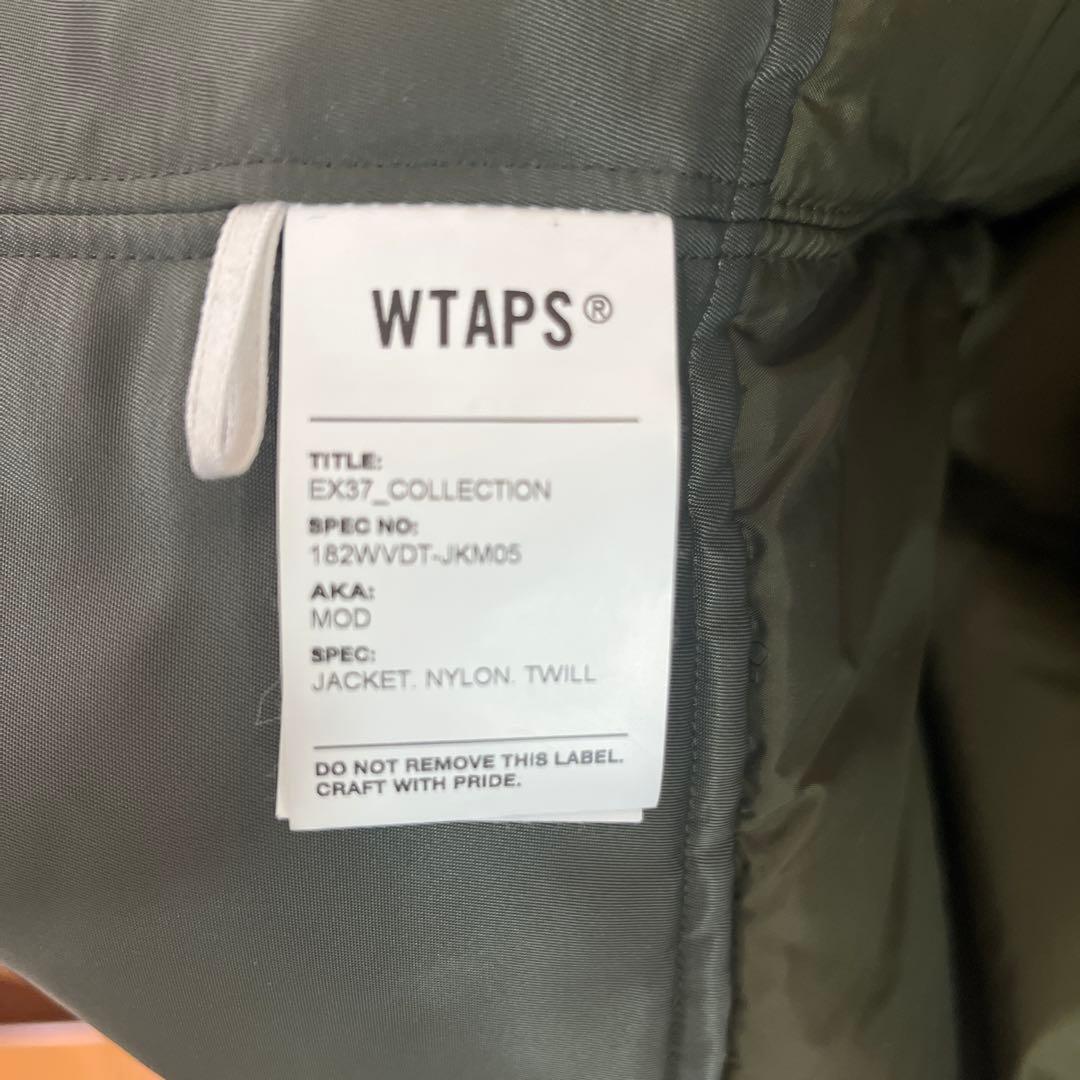 WTAPS®
TITLE:
EX37_COLLECTION
SPEC NO:
182WVDT-JKM05
AKA:
MOD
SPEC:
JACKET. NYLON. TWILL
DO NOT REMOVE THIS LABEL.
CRAFT WITH PRIDE.